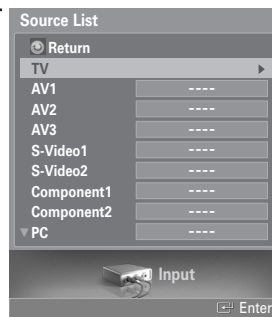 Source List
Return
TV
AV1 ----
AV2 ----
AV3 ----
S-Video1 ----
S-Video2 ----
Component1 ----
Component2 ----
PC ----
Input
Enter